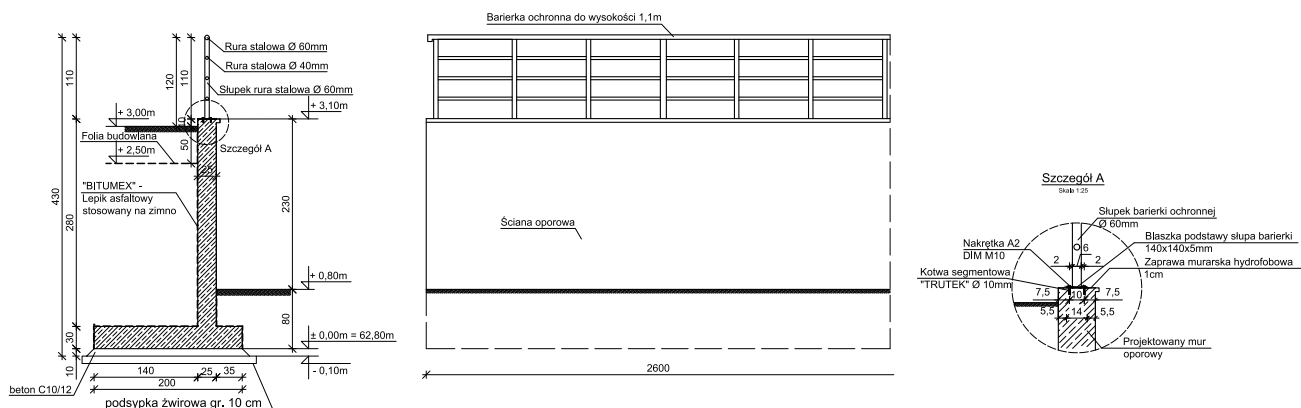 Barierka ochronna do wysokości 1,1m
Rura stalowa Ø 60mm
Rura stalowa Ø 40mm
Słupek rura stalowa Ø 60mm
110
120
110
+ 3,00m
+ 3,10m
10
Folia budowlana
50
+ 2,50m
Szczegół A
25
"BITUMEX" -
Lepik asfaltowy
stosowany na zimno
430
280
230
+ 0,80m
80
± 0,00m = 62,80m
30
10
- 0,10m
140
25
35
200
beton C10/12
podsypka żwirowa gr. 10 cm
Ściana oporowa
2600
Szczegół A
Skala 1:25
Słupek barierki ochronnej
Ø 60mm
Nakrętka A2
DIM M10
6
Blaszka podstawy słupa barierki
140x140x5mm
2
2
Zaprawa murarska hydrofobowa
1cm
Kotwa segmentowa
"TRUTEK" Ø 10mm
7,5
10
7,5
5,5
14
5,5
Projektowany mur
oporowy